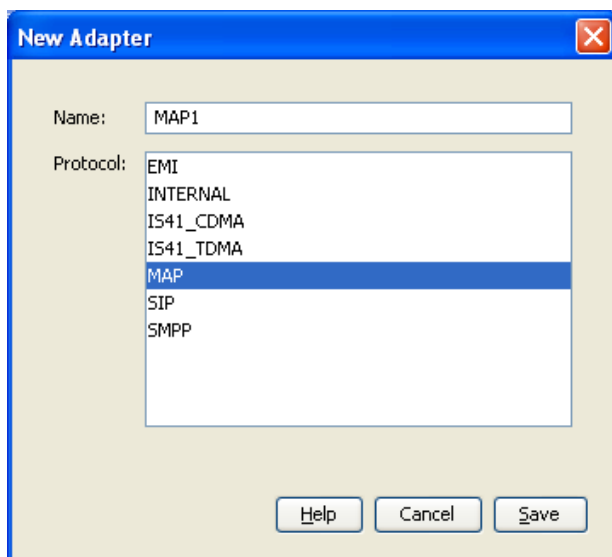 New Adapter
Name: MAP1
Protocol: EMI
INTERNAL
IS41_CDMA
IS41_TDMA
MAP
SIP
SMPP
Help Cancel Save